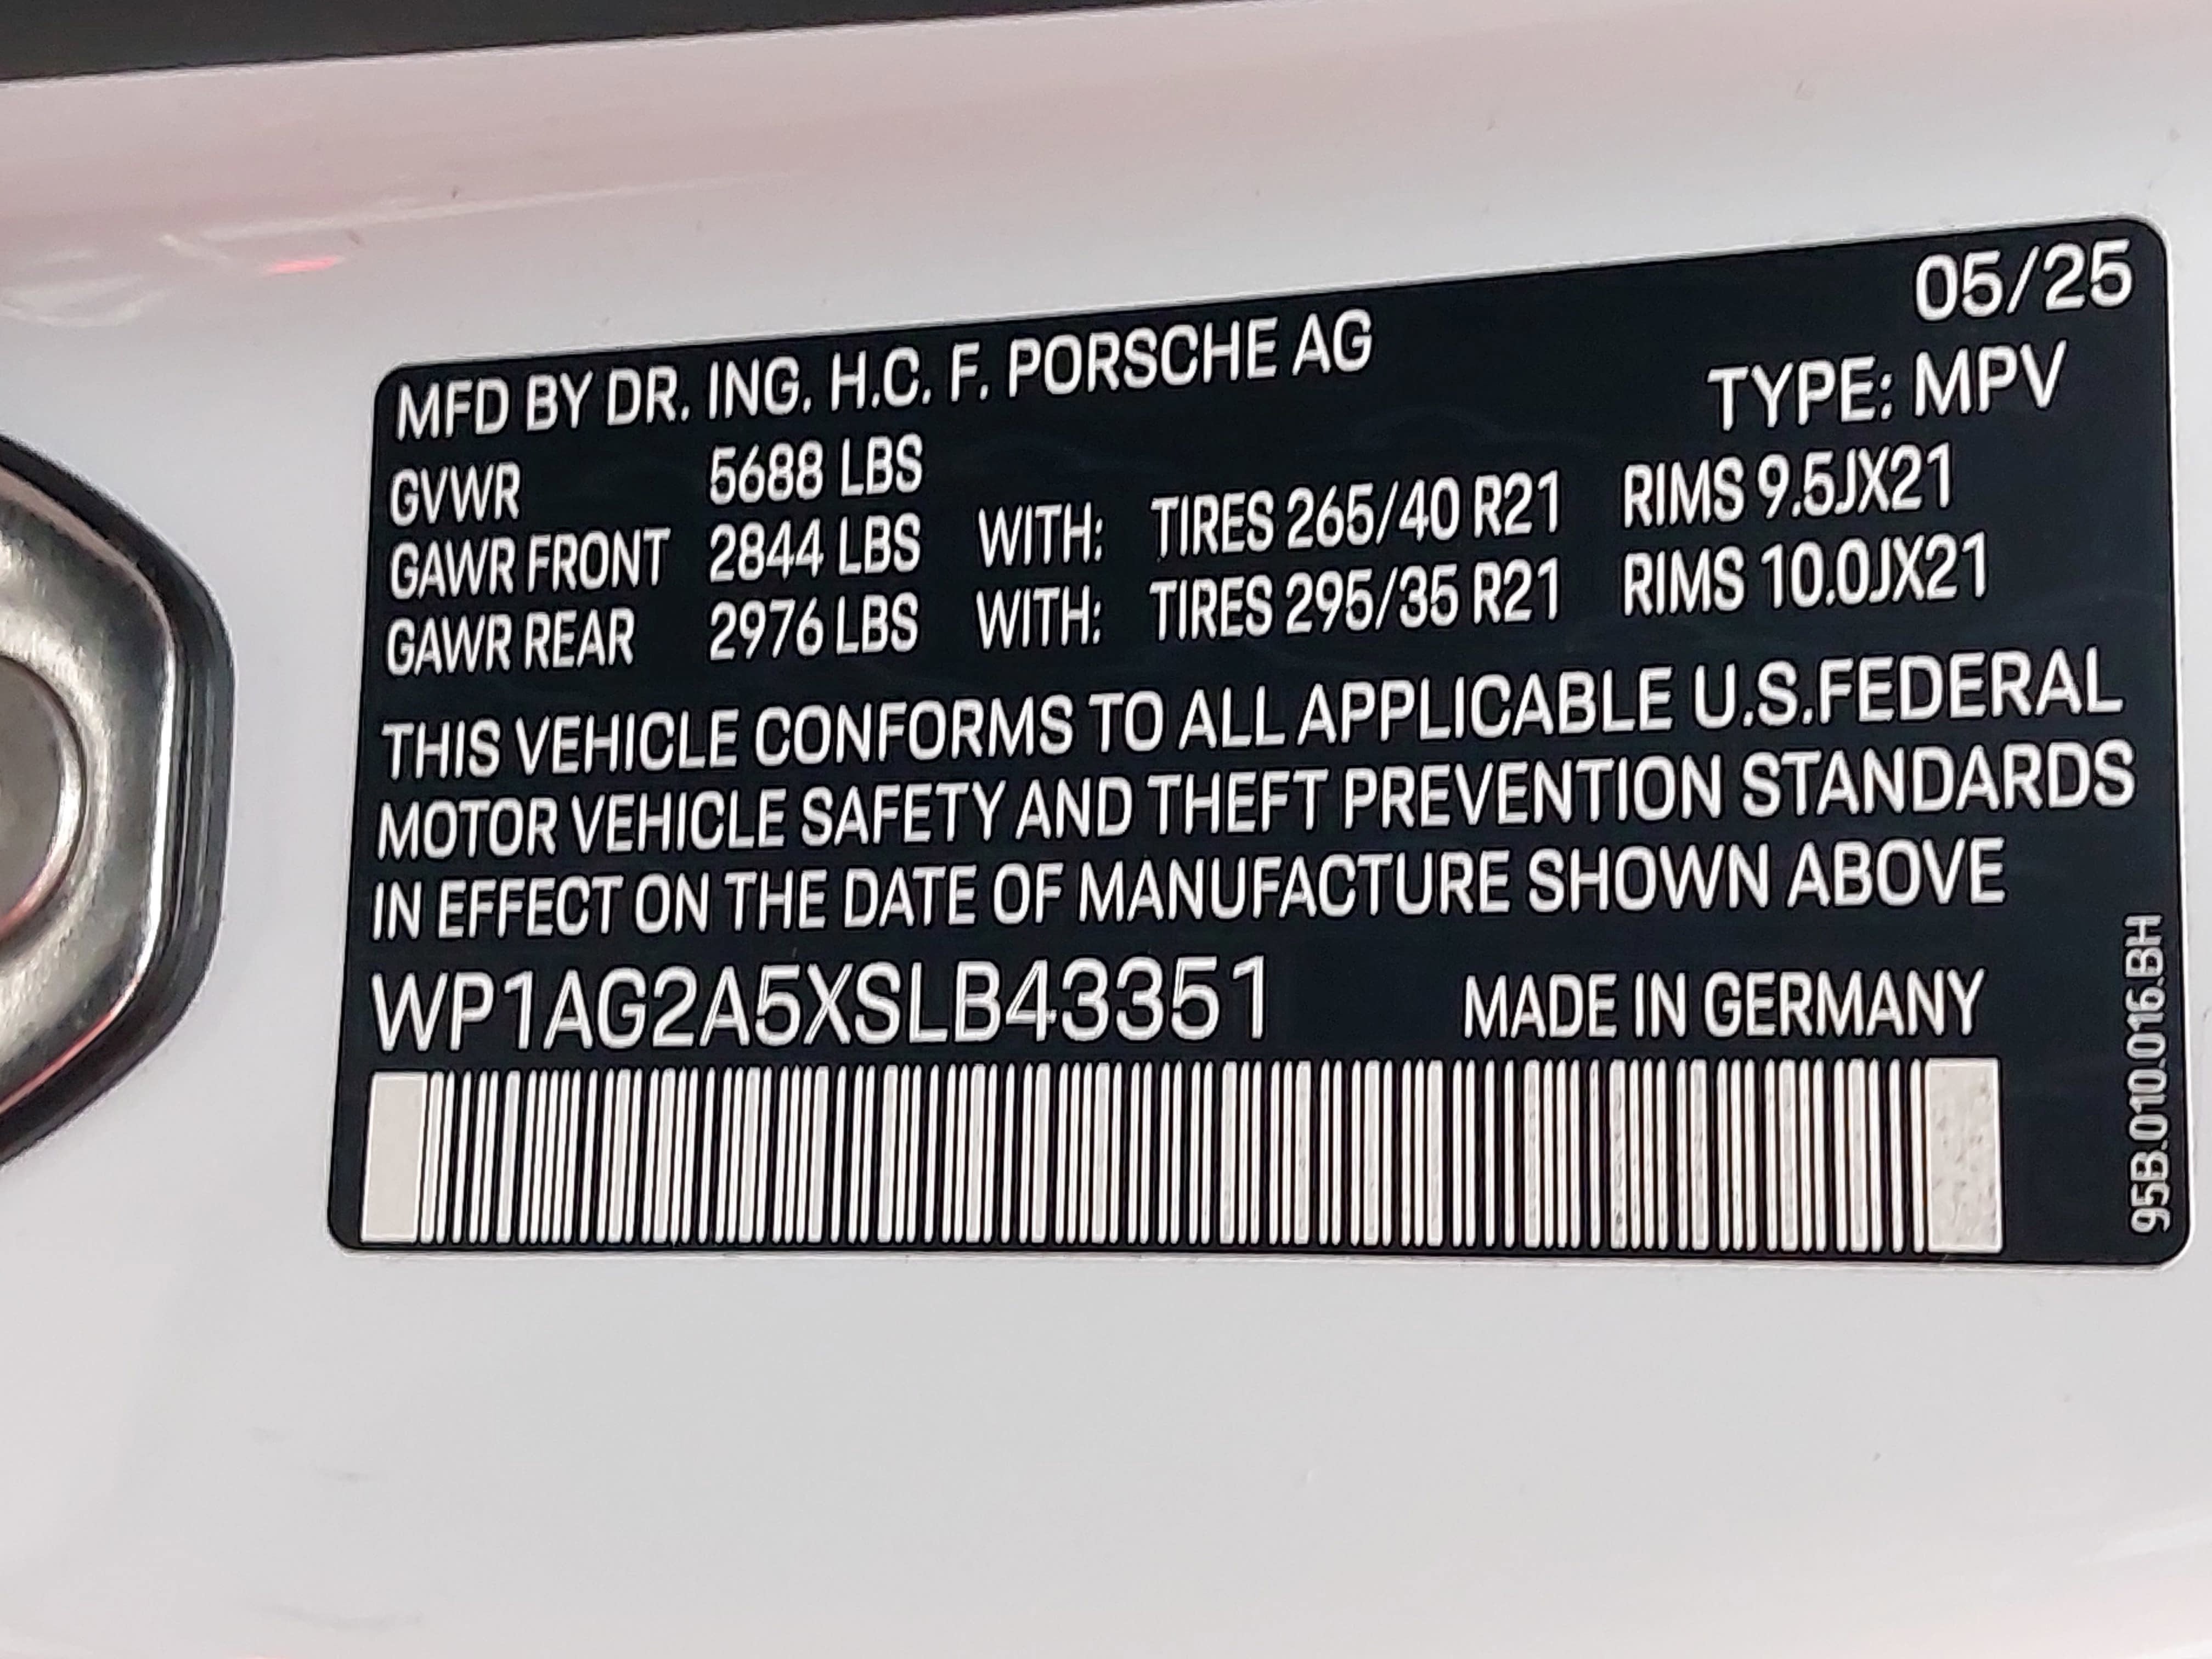 05/25
MFD BY DR. ING. H.C. F. PORSCHE AG
TYPE: MPV
GVWR 5688 LBS
GAWR FRONT 2844 LBS WITH: TIRES 265/40 R21 RIMS 9.5JX21
GAWR REAR 2976 LBS WITH: TIRES 295/35 R21 RIMS 10.0JX21
THIS VEHICLE CONFORMS TO ALL APPLICABLE U.S.FEDERAL
MOTOR VEHICLE SAFETY AND THEFT PREVENTION STANDARDS
IN EFFECT ON THE DATE OF MANUFACTURE SHOWN ABOVE
WP1AG2A5XSLB43351 MADE IN GERMANY
95B.010.016.BH